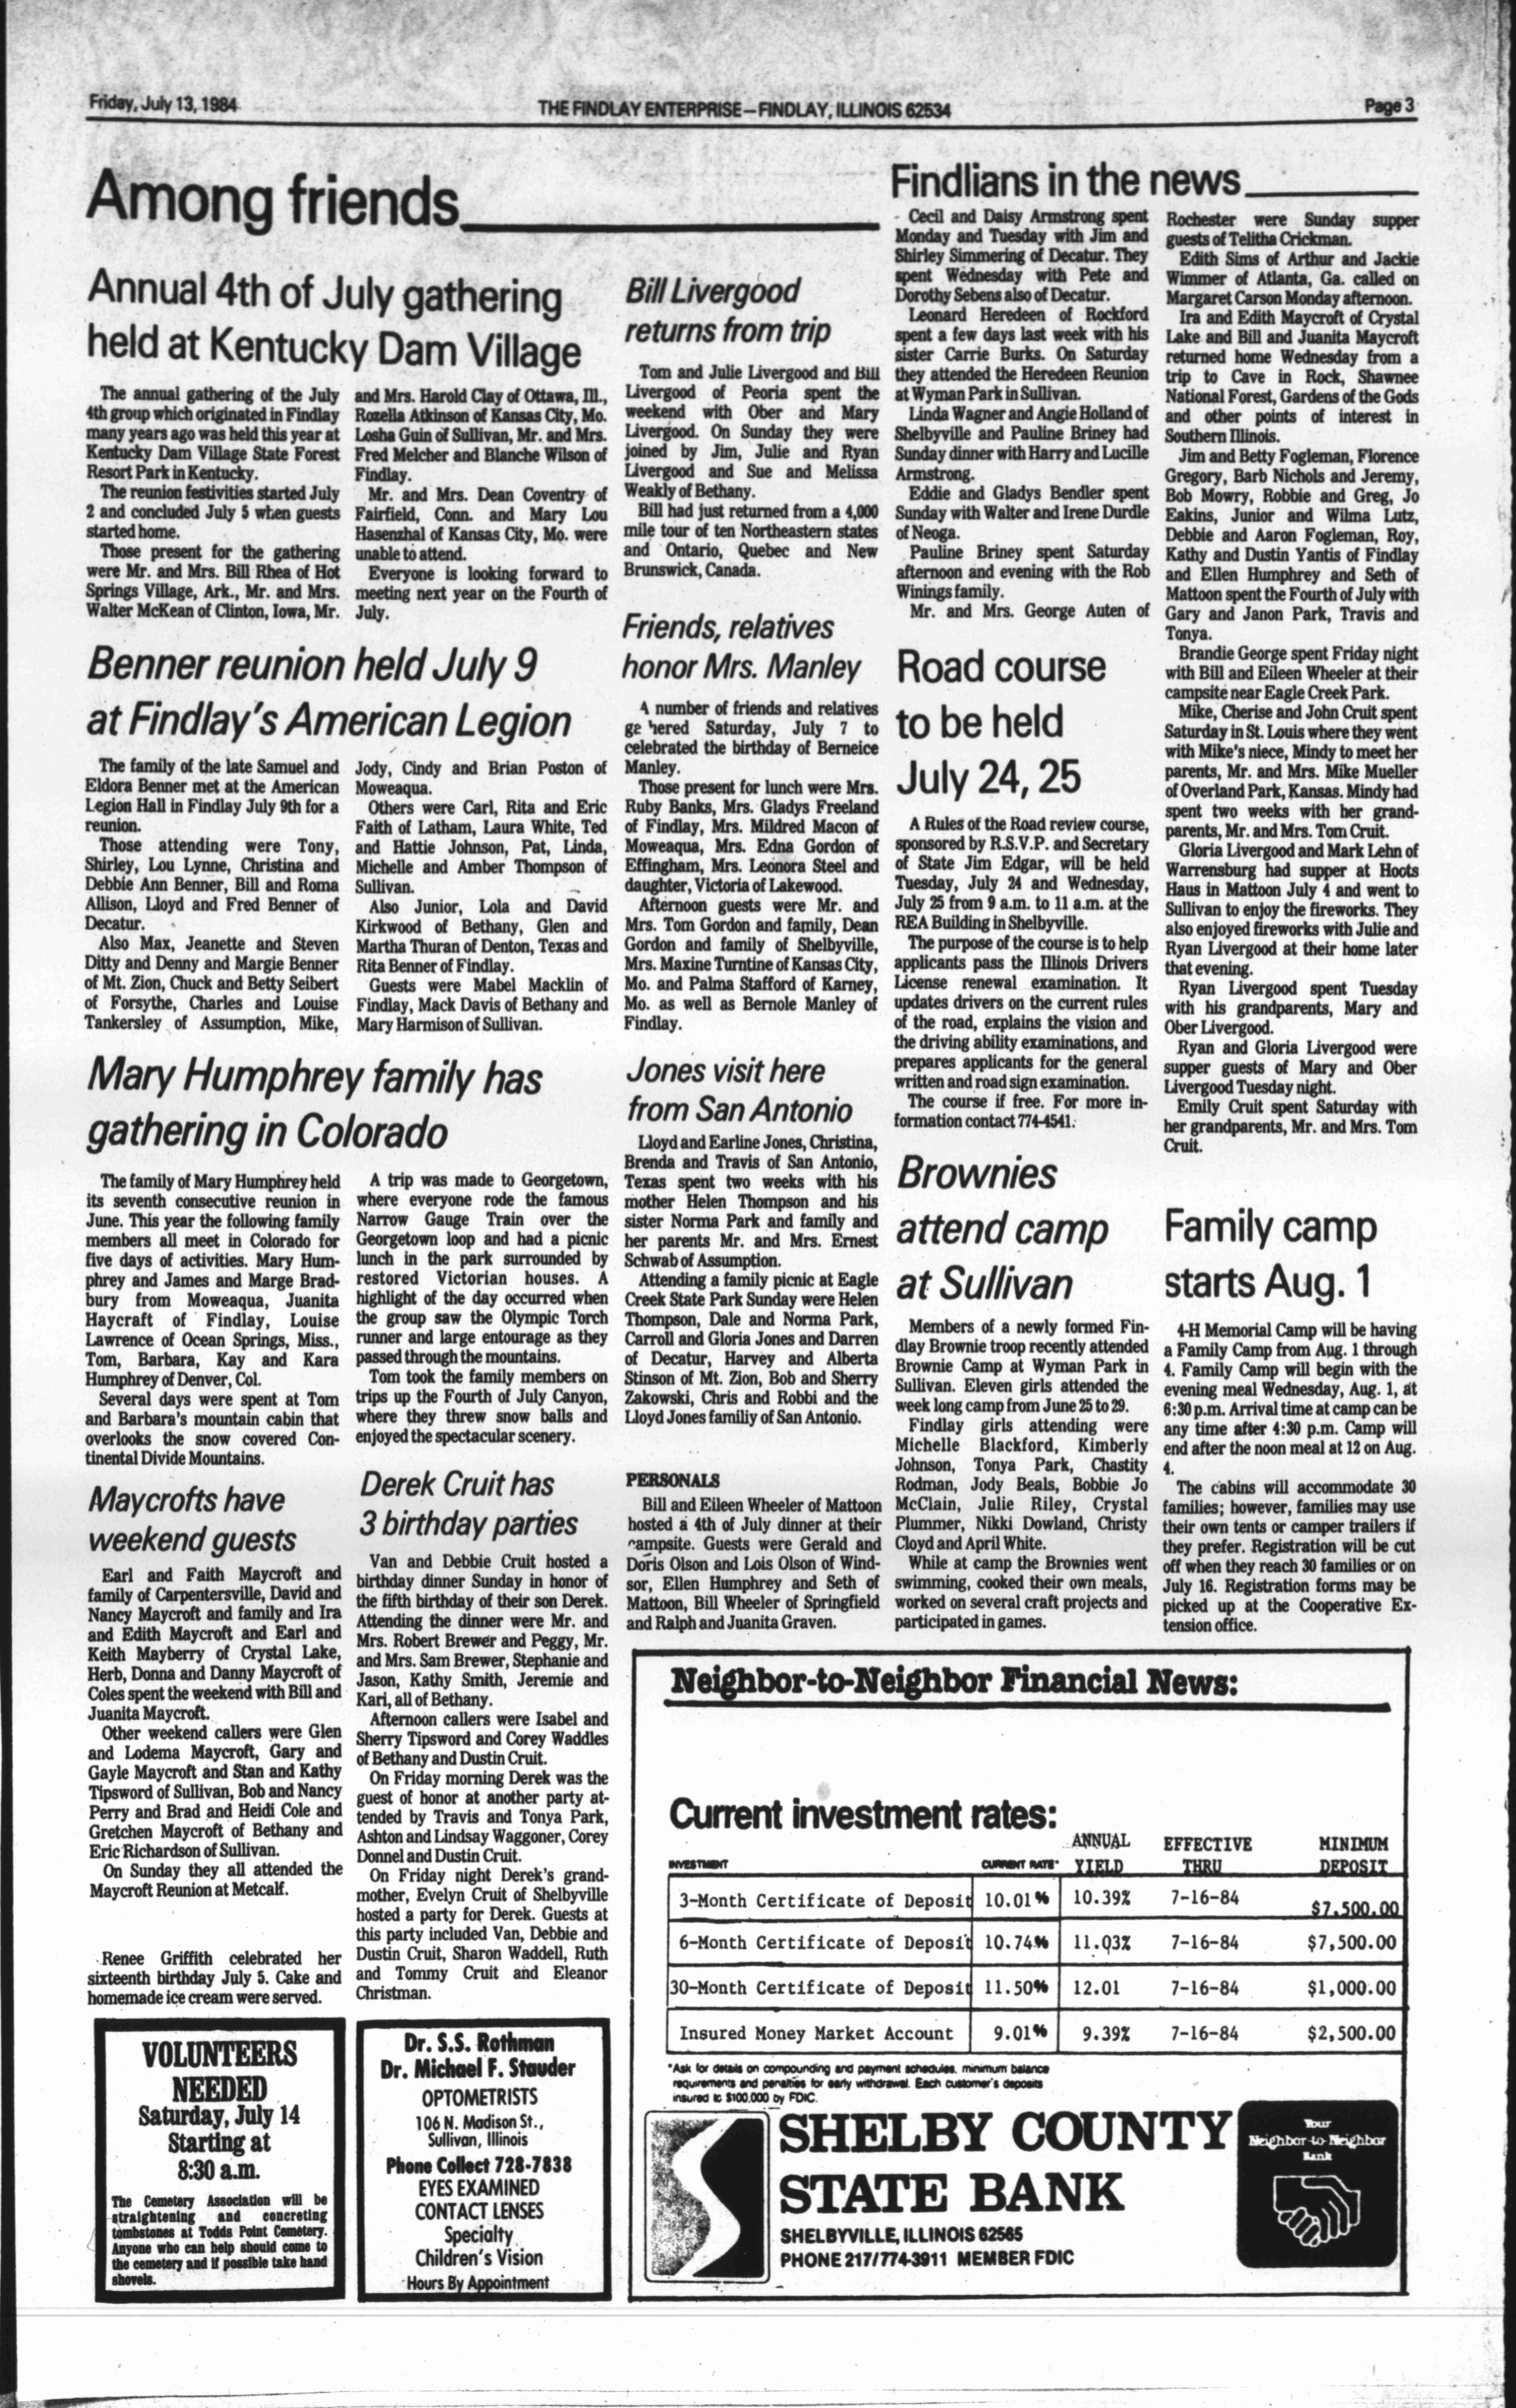 Friday, July 13, 1984
THE FINDLAY ENTERPRISE—FINDLAY, ILLINOIS 62534
Page 3
Among friends
Annual 4th of July gathering
held at Kentucky Dam Village
The annual gathering of the July
4th group which originated in Findlay
many years ago was held this year at
Kentucky Dam Village State Forest
Resort Park in Kentucky.
The reunion festivities started July
2 and concluded July 5 when guests
started home.
Those present for the gathering
were Mr. and Mrs. Bill Rhea of Hot
Springs Village, Ark., Mr. and Mrs.
Walter McKean of Clinton, Iowa, Mr.
and Mrs. Harold Clay of Ottawa, Ill.,
Rozella Atkinson of Kansas City, Mo.
Losha Guin of Sullivan, Mr. and Mrs.
Fred Melcher and Blanche Wilson of
Findlay.
Mr. and Mrs. Dean Coventry of
Fairfield, Conn. and Mary Lou
Hasenzhal of Kansas City, Mo. were
unable to attend.
Everyone is looking forward to
meeting next year on the Fourth of
July.
Benner reunion held July 9
at Findlay's American Legion
The family of the late Samuel and
Eldora Benner met at the American
Legion Hall in Findlay July 9th for a
reunion.
Those attending were Tony,
Shirley, Lou Lynne, Christina and
Debbie Ann Benner, Bill and Roma
Allison, Lloyd and Fred Benner of
Decatur.
Also Max, Jeanette and Steven
Ditty and Denny and Margie Benner
of Mt. Zion, Chuck and Betty Seibert
of Forsythe, Charles and Louise
Tankersley of Assumption, Mike,
Jody, Cindy and Brian Poston of
Moweaqua.
Others were Carl, Rita and Eric
Faith of Latham, Laura White, Ted
and Hattie Johnson, Pat, Linda,
Michelle and Amber Thompson of
Sullivan.
Also Junior, Lola and David
Kirkwood of Bethany, Glen and
Martha Thuran of Denton, Texas and
Rita Benner of Findlay.
Guests were Mabel Macklin of
Findlay, Mack Davis of Bethany and
Mary Harmison of Sullivan.
Mary Humphrey family has
gathering in Colorado
The family of Mary Humphrey held
its seventh consecutive reunion in
June. This year the following family
members all meet in Colorado for
five days of activities. Mary Hum-
phrey and James and Marge Brad-
bury from Moweaqua, Juanita
Haycraft of Findlay, Louise
Lawrence of Ocean Springs, Miss.,
Tom, Barbara, Kay and Kara
Humphrey of Denver, Col.
Several days were spent at Tom
and Barbara's mountain cabin that
overlooks the snow covered Con-
tinental Divide Mountains.
A trip was made to Georgetown,
where everyone rode the famous
Narrow Gauge Train over the
Georgetown loop and had a picnic
lunch in the park surrounded by
restored Victorian houses. A
highlight of the day occurred when
the group saw the Olympic Torch
runner and large entourage as they
passed through the mountains.
Tom took the family members on
trips up the Fourth of July Canyon,
where they threw snow balls and
enjoyed the spectacular scenery.
Maycrofts have
weekend guests
Earl and Faith Maycroft and
family of Carpentersville, David and
Nancy Maycroft and family and Ira
and Edith Maycroft and Earl and
Keith Mayberry of Crystal Lake,
Herb, Donna and Danny Maycroft of
Coles spent the weekend with Bill and
Juanita Maycroft.
Other weekend callers were Glen
and Lodema Maycroft, Gary and
Gayle Maycroft and Stan and Kathy
Tipsword of Sullivan, Bob and Nancy
Perry and Brad and Heidi Cole and
Gretchen Maycroft of Bethany and
Eric Richardson of Sullivan.
On Sunday they all attended the
Maycroft Reunion at Metcalf.
Renee Griffith celebrated her
sixteenth birthday July 5. Cake and
homemade ice cream were served.
Derek Cruit has
3 birthday parties
Van and Debbie Cruit hosted a
birthday dinner Sunday in honor of
the fifth birthday of their son Derek.
Attending the dinner were Mr. and
Mrs. Robert Brewer and Peggy, Mr.
and Mrs. Sam Brewer, Stephanie and
Jason, Kathy Smith, Jeremie and
Kari, all of Bethany.
Afternoon callers were Isabel and
Sherry Tipsword and Corey Waddles
of Bethany and Dustin Cruit.
On Friday morning Derek was the
guest of honor at another party at-
tended by Travis and Tonya Park,
Ashton and Lindsay Waggoner, Corey
Donnel and Dustin Cruit.
On Friday night Derek's grand-
mother, Evelyn Cruit of Shelbyville
hosted a party for Derek. Guests at
this party included Van, Debbie and
Dustin Cruit, Sharon Waddell, Ruth
and Tommy Cruit and Eleanor
Christman.
Bill Livergood
returns from trip
Tom and Julie Livergood and Bill
Livergood of Peoria spent the
weekend with Ober and Mary
Livergood. On Sunday they were
joined by Jim, Julie and Ryan
Livergood and Sue and Melissa
Weakly of Bethany.
Bill had just returned from a 4,000
mile tour of ten Northeastern states
and Ontario, Quebec and New
Brunswick, Canada.
Friends, relatives
honor Mrs. Manley
A number of friends and relatives
ge hered Saturday, July 7 to
celebrated the birthday of Berneice
Manley.
Those present for lunch were Mrs.
Ruby Banks, Mrs. Gladys Freeland
of Findlay, Mrs. Mildred Macon of
Moweaqua, Mrs. Edna Gordon of
Effingham, Mrs. Leonora Steel and
daughter, Victoria of Lakewood.
Afternoon guests were Mr. and
Mrs. Tom Gordon and family, Dean
Gordon and family of Shelbyville,
Mrs. Maxine Turntine of Kansas City,
Mo. and Palma Stafford of Karney,
Mo. as well as Bernole Manley of
Findlay.
Jones visit here
from San Antonio
Lloyd and Earline Jones, Christina,
Brenda and Travis of San Antonio,
Texas spent two weeks with his
mother Helen Thompson and his
sister Norma Park and family and
her parents Mr. and Mrs. Ernest
Schwab of Assumption.
Attending a family picnic at Eagle
Creek State Park Sunday were Helen
Thompson, Dale and Norma Park,
Carroll and Gloria Jones and Darren
of Decatur, Harvey and Alberta
Stinson of Mt. Zion, Bob and Sherry
Zakowski, Chris and Robbi and the
Lloyd Jones familiy of San Antonio.
PERSONALS
Bill and Eileen Wheeler of Mattoon
hosted a 4th of July dinner at their
campsite. Guests were Gerald and
Doris Olson and Lois Olson of Wind-
sor, Ellen Humphrey and Seth of
Mattoon, Bill Wheeler of Springfield
and Ralph and Juanita Graven.
Findlians in the news
Cecil and Daisy Armstrong spent
Monday and Tuesday with Jim and
Shirley Simmering of Decatur. They
spent Wednesday with Pete and
Dorothy Sebens also of Decatur.
Leonard Heredeen of Rockford
spent a few days last week with his
sister Carrie Burks. On Saturday
they attended the Heredeen Reunion
at Wyman Park in Sullivan.
Linda Wagner and Angie Holland of
Shelbyville and Pauline Briney had
Sunday dinner with Harry and Lucille
Armstrong.
Eddie and Gladys Bendler spent
Sunday with Walter and Irene Durdle
of Neoga.
Pauline Briney spent Saturday
afternoon and evening with the Rob
Winings family.
Mr. and Mrs. George Auten of
Rochester were Sunday supper
guests of Telitha Crickman.
Edith Sims of Arthur and Jackie
Wimmer of Atlanta, Ga. called on
Margaret Carson Monday afternoon.
Ira and Edith Maycroft of Crystal
Lake and Bill and Juanita Maycroft
returned home Wednesday from a
trip to Cave in Rock, Shawnee
National Forest, Gardens of the Gods
and other points of interest in
Southern Illinois.
Jim and Betty Fogleman, Florence
Gregory, Barb Nichols and Jeremy,
Bob Mowry, Robbie and Greg, Jo
Eakins, Junior and Wilma Lutz,
Debbie and Aaron Fogleman, Roy,
Kathy and Dustin Yantis of Findlay
and Ellen Humphrey and Seth of
Mattoon spent the Fourth of July with
Gary and Janon Park, Travis and
Tonya.
Brandie George spent Friday night
with Bill and Eileen Wheeler at their
campsite near Eagle Creek Park.
Mike, Cherise and John Cruit spent
Saturday in St. Louis where they went
with Mike's niece, Mindy to meet her
parents, Mr. and Mrs. Mike Mueller
of Overland Park, Kansas. Mindy had
spent two weeks with her grand-
parents, Mr. and Mrs. Tom Cruit.
Gloria Livergood and Mark Lehn of
Warrensburg had supper at Hoots
Haus in Mattoon July 4 and went to
Sullivan to enjoy the fireworks. They
also enjoyed fireworks with Julie and
Ryan Livergood at their home later
that evening.
Ryan Livergood spent Tuesday
with his grandparents, Mary and
Ober Livergood.
Ryan and Gloria Livergood were
supper guests of Mary and Ober
Livergood Tuesday night.
Emily Cruit spent Saturday with
her grandparents, Mr. and Mrs. Tom
Cruit.
Road course
to be held
July 24, 25
A Rules of the Road review course,
sponsored by R.S.V.P. and Secretary
of State Jim Edgar, will be held
Tuesday, July 24 and Wednesday,
July 25 from 9 a.m. to 11 a.m. at the
REA Building in Shelbyville.
The purpose of the course is to help
applicants pass the Illinois Drivers
License renewal examination. It
updates drivers on the current rules
of the road, explains the vision and
the driving ability examinations, and
prepares applicants for the general
written and road sign examination.
The course if free. For more in-
formation contact 774-4541.
Brownies
attend camp
at Sullivan
Members of a newly formed Fin-
dlay Brownie troop recently attended
Brownie Camp at Wyman Park in
Sullivan. Eleven girls attended the
week long camp from June 25 to 29.
Findlay girls attending were
Michelle Blackford, Kimberly
Johnson, Tonya Park, Chastity
Rodman, Jody Beals, Bobbie Jo
McClain, Julie Riley, Crystal
Plummer, Nikki Dowland, Christy
Cloyd and April White.
While at camp the Brownies went
swimming, cooked their own meals,
worked on several craft projects and
participated in games.
Family camp
starts Aug. 1
4-H Memorial Camp will be having
a Family Camp from Aug. 1 through
4. Family Camp will begin with the
evening meal Wednesday, Aug. 1, at
6:30 p.m. Arrival time at camp can be
any time after 4:30 p.m. Camp will
end after the noon meal at 12 on Aug.
4.
The cabins will accommodate 30
families; however, families may use
their own tents or camper trailers if
they prefer. Registration will be cut
off when they reach 30 families or on
July 16. Registration forms may be
picked up at the Cooperative Ex-
tension office.
VOLUNTEERS
NEEDED
Saturday, July 14
Starting at
8:30 a.m.
The Cemetery Association will be
straightening and concreting
tombstones at Todds Point Cemetery.
Anyone who can help should come to
the cemetery and if possible take hand
shovels.
Dr. S.S. Rothman
Dr. Michael F. Stauder
OPTOMETRISTS
106 N. Madison St.,
Sullivan, Illinois
Phone Collect 728-7838
EYES EXAMINED
CONTACT LENSES
Specialty
Children's Vision
Hours By Appointment
Neighbor-to-Neighbor Financial News:
Current investment rates:
INVESTMENT CURRENT RATE* ANNUAL YIELD EFFECTIVE THRU MINIMUM DEPOSIT
3-Month Certificate of Deposit 10.01% 10.39% 7-16-84 $7,500.00
6-Month Certificate of Deposit 10.74% 11.03% 7-16-84 $7,500.00
30-Month Certificate of Deposit 11.50% 12.01 7-16-84 $1,000.00
Insured Money Market Account 9.01% 9.39% 7-16-84 $2,500.00
*Ask for details on compounding and payment schedules, minimum balance
requirements and penalties for early withdrawal. Each customer's deposits
insured to $100,000 by FDIC.
SHELBY COUNTY
STATE BANK
SHELBYVILLE, ILLINOIS 62565
PHONE 217/774-3911 MEMBER FDIC
Your
Neighbor-to-Neighbor
Bank